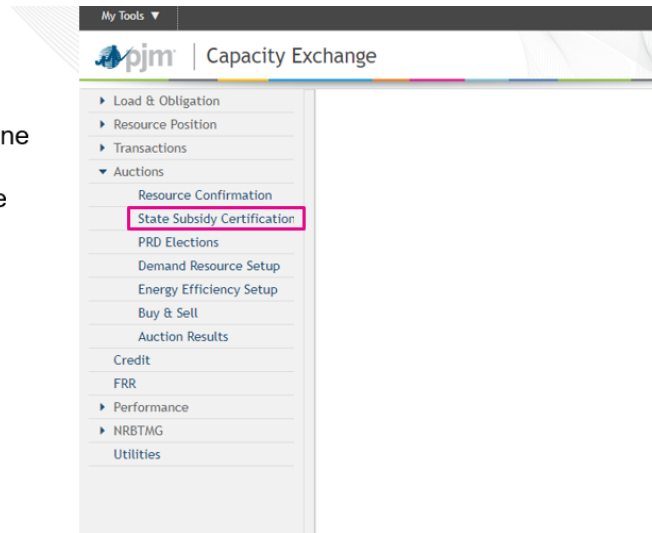 My Tools ▼
pjm Capacity Exchange
Load & Obligation
ne
Resource Position
Transactions
Auctions
e
Resource Confirmation
State Subsidy Certification
PRD Elections
Demand Resource Setup
Energy Efficiency Setup
Buy & Sell
Auction Results
Credit
FRR
Performance
NRBTMG
Utilities